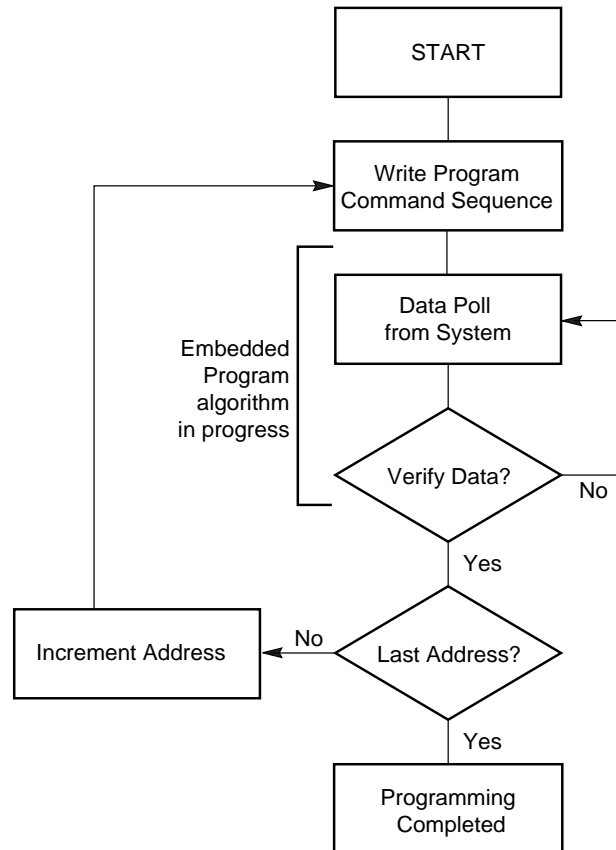 START
Write Program
Command Sequence
Data Poll
from System
Embedded
Program
algorithm
in progress
Verify Data?
No
Yes
Increment Address
No
Last Address?
Yes
Programming
Completed